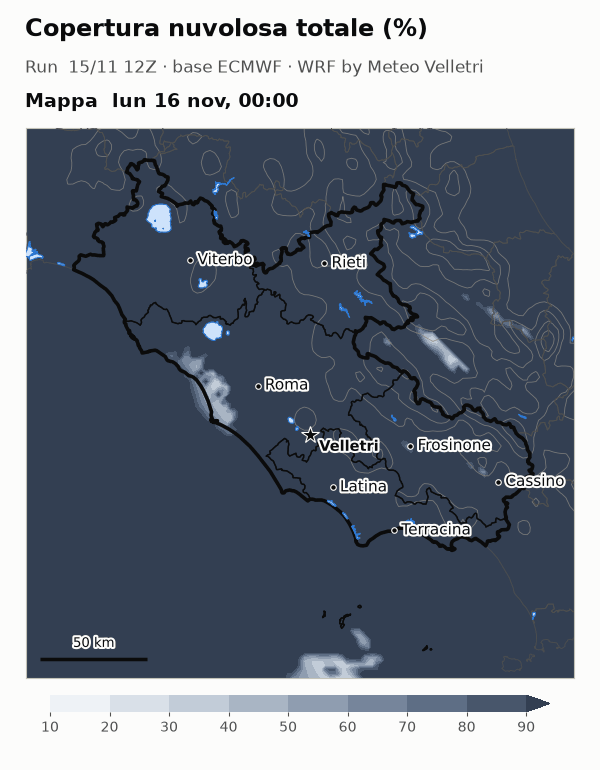 Copertura nuvolosa totale (%)
Run  15/11 12Z · base ECMWF · WRF by Meteo Velletri
Mappa  lun 16 nov, 00:00
Viterbo
Rieti
Roma
Velletri
Frosinone
Cassino
Latina
Terracina
50 km
10 20 30 40 50 60 70 80 90